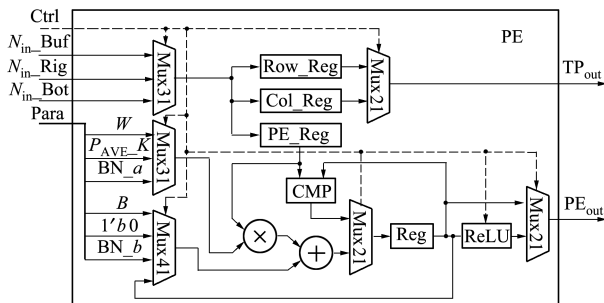 Ctrl
PE
N_in_Buf
N_in_Rig
N_in_Bot
Para
Mux31
Row_Reg
Col_Reg
PE_Reg
Mux21
TP_out
W
P_AVE_K
BN_a
Mux31
CMP
B
1′b0
BN_b
Mux41
×
+
Mux21
Reg
ReLU
Mux21
PE_out